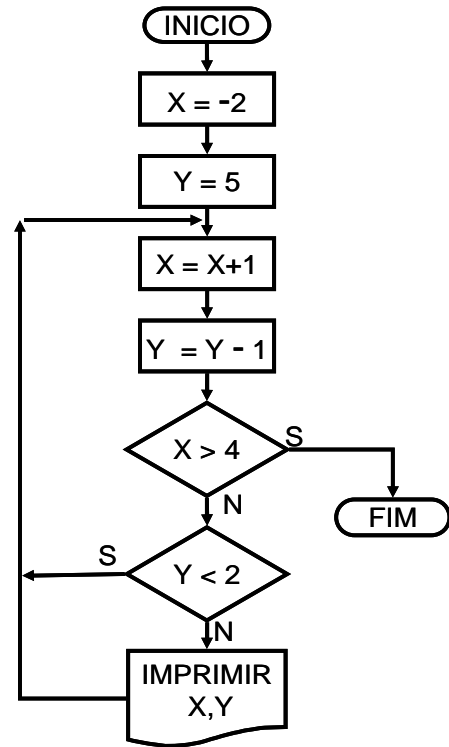 INICIO
X = -2
Y = 5
X = X+1
Y = Y - 1
X > 4
S
N
FIM
S
Y < 2
N
IMPRIMIR
X,Y